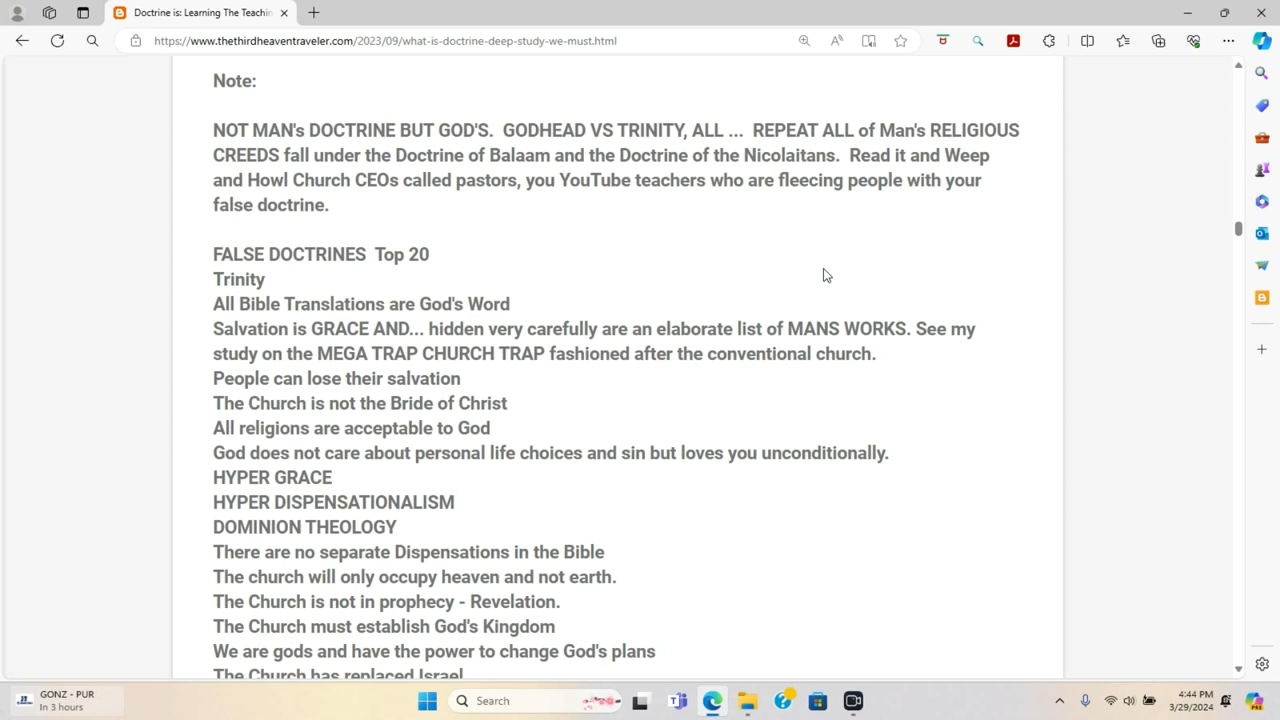 Doctrine is: Learning The Teachin
https://www.thethirdheaventraveler.com/2023/09/what-is-doctrine-deep-study-we-must.html
Note:
NOT MAN's DOCTRINE BUT GOD'S.  GODHEAD VS TRINITY, ALL ...  REPEAT ALL of Man's RELIGIOUS
CREEDS fall under the Doctrine of Balaam and the Doctrine of the Nicolaitans.  Read it and Weep
and Howl Church CEOs called pastors, you YouTube teachers who are fleecing people with your
false doctrine.
FALSE DOCTRINES  Top 20
Trinity
All Bible Translations are God's Word
Salvation is GRACE AND... hidden very carefully are an elaborate list of MANS WORKS. See my
study on the MEGA TRAP CHURCH TRAP fashioned after the conventional church.
People can lose their salvation
The Church is not the Bride of Christ
All religions are acceptable to God
God does not care about personal life choices and sin but loves you unconditionally.
HYPER GRACE
HYPER DISPENSATIONALISM
DOMINION THEOLOGY
There are no separate Dispensations in the Bible
The church will only occupy heaven and not earth.
The Church is not in prophecy - Revelation.
The Church must establish God's Kingdom
We are gods and have the power to change God's plans
The Church has replaced Israel
GONZ - PUR
In 3 hours
Search
4:44 PM
3/29/2024